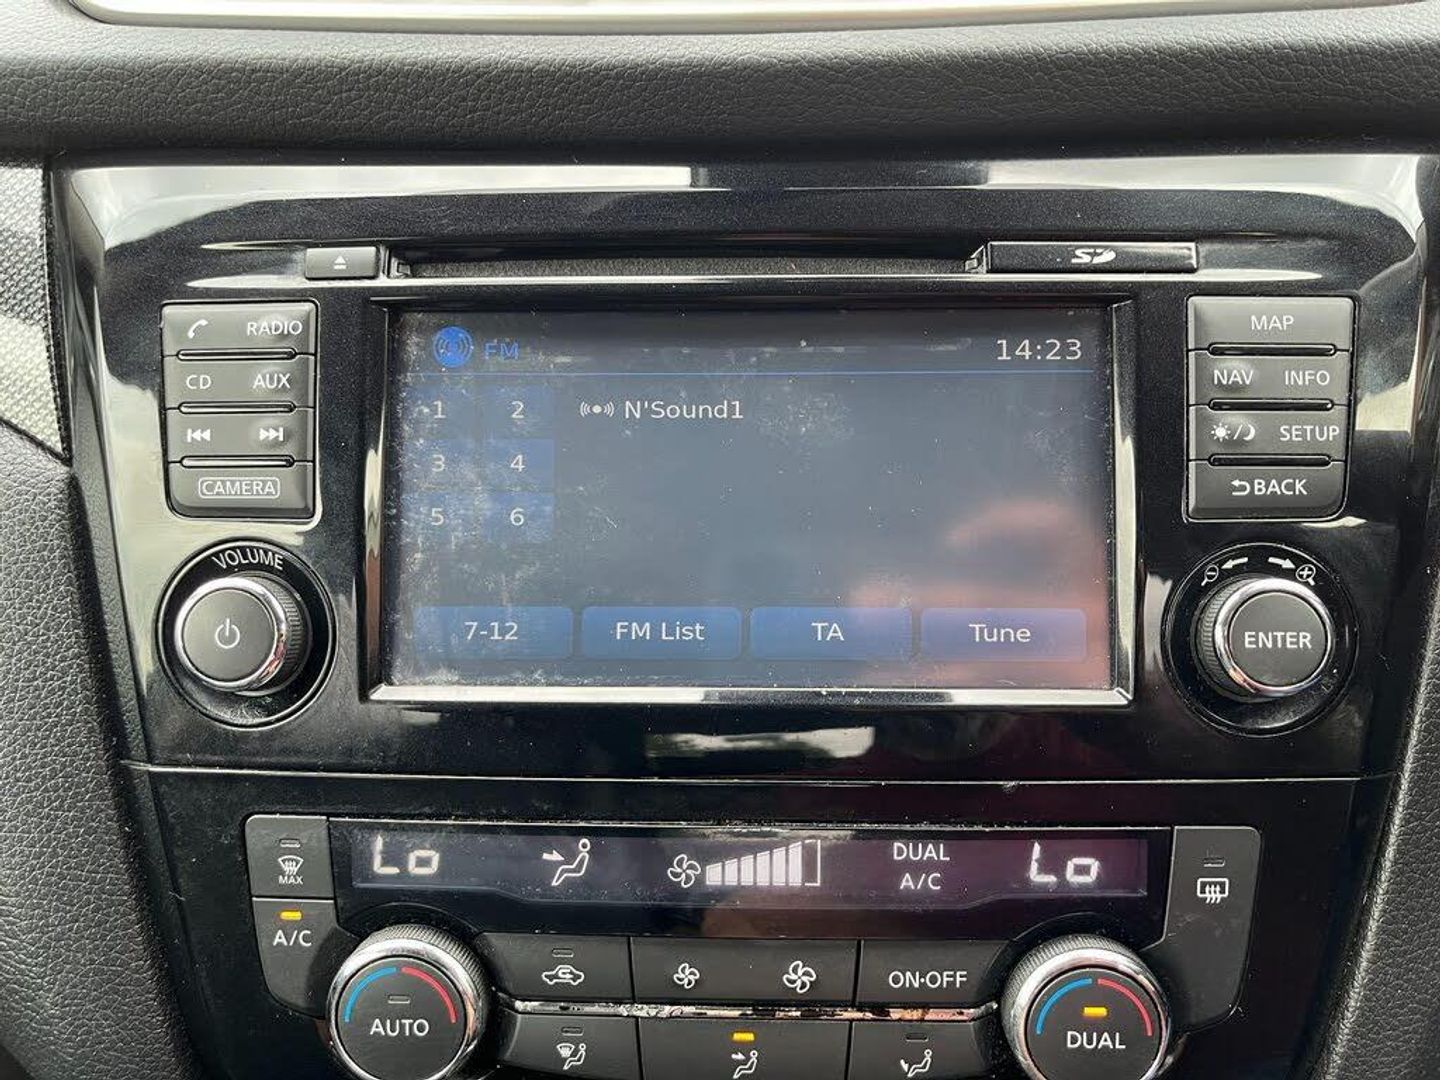 SD
RADIO
CD AUX
CAMERA
VOLUME
FM 14:23
1 2 N'Sound1
3 4
5 6
7-12 FM List TA Tune
MAP
NAV INFO
SETUP
BACK
ENTER
MAX
Lo DUAL A/C Lo
A/C
ON·OFF
AUTO
DUAL